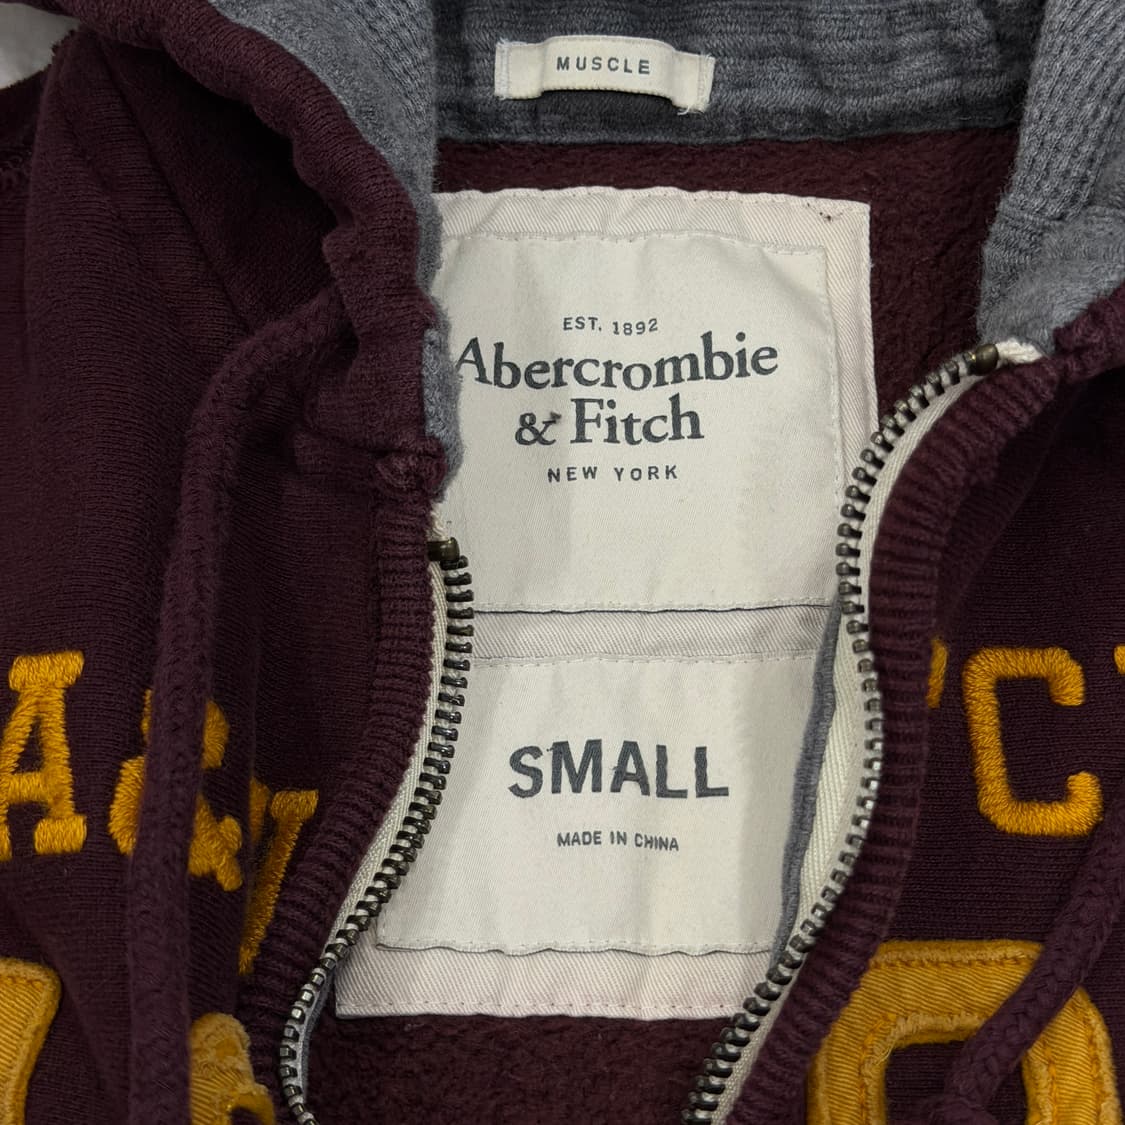 MUSCLE
EST. 1892
Abercrombie
& Fitch
NEW YORK
SMALL
MADE IN CHINA
A&